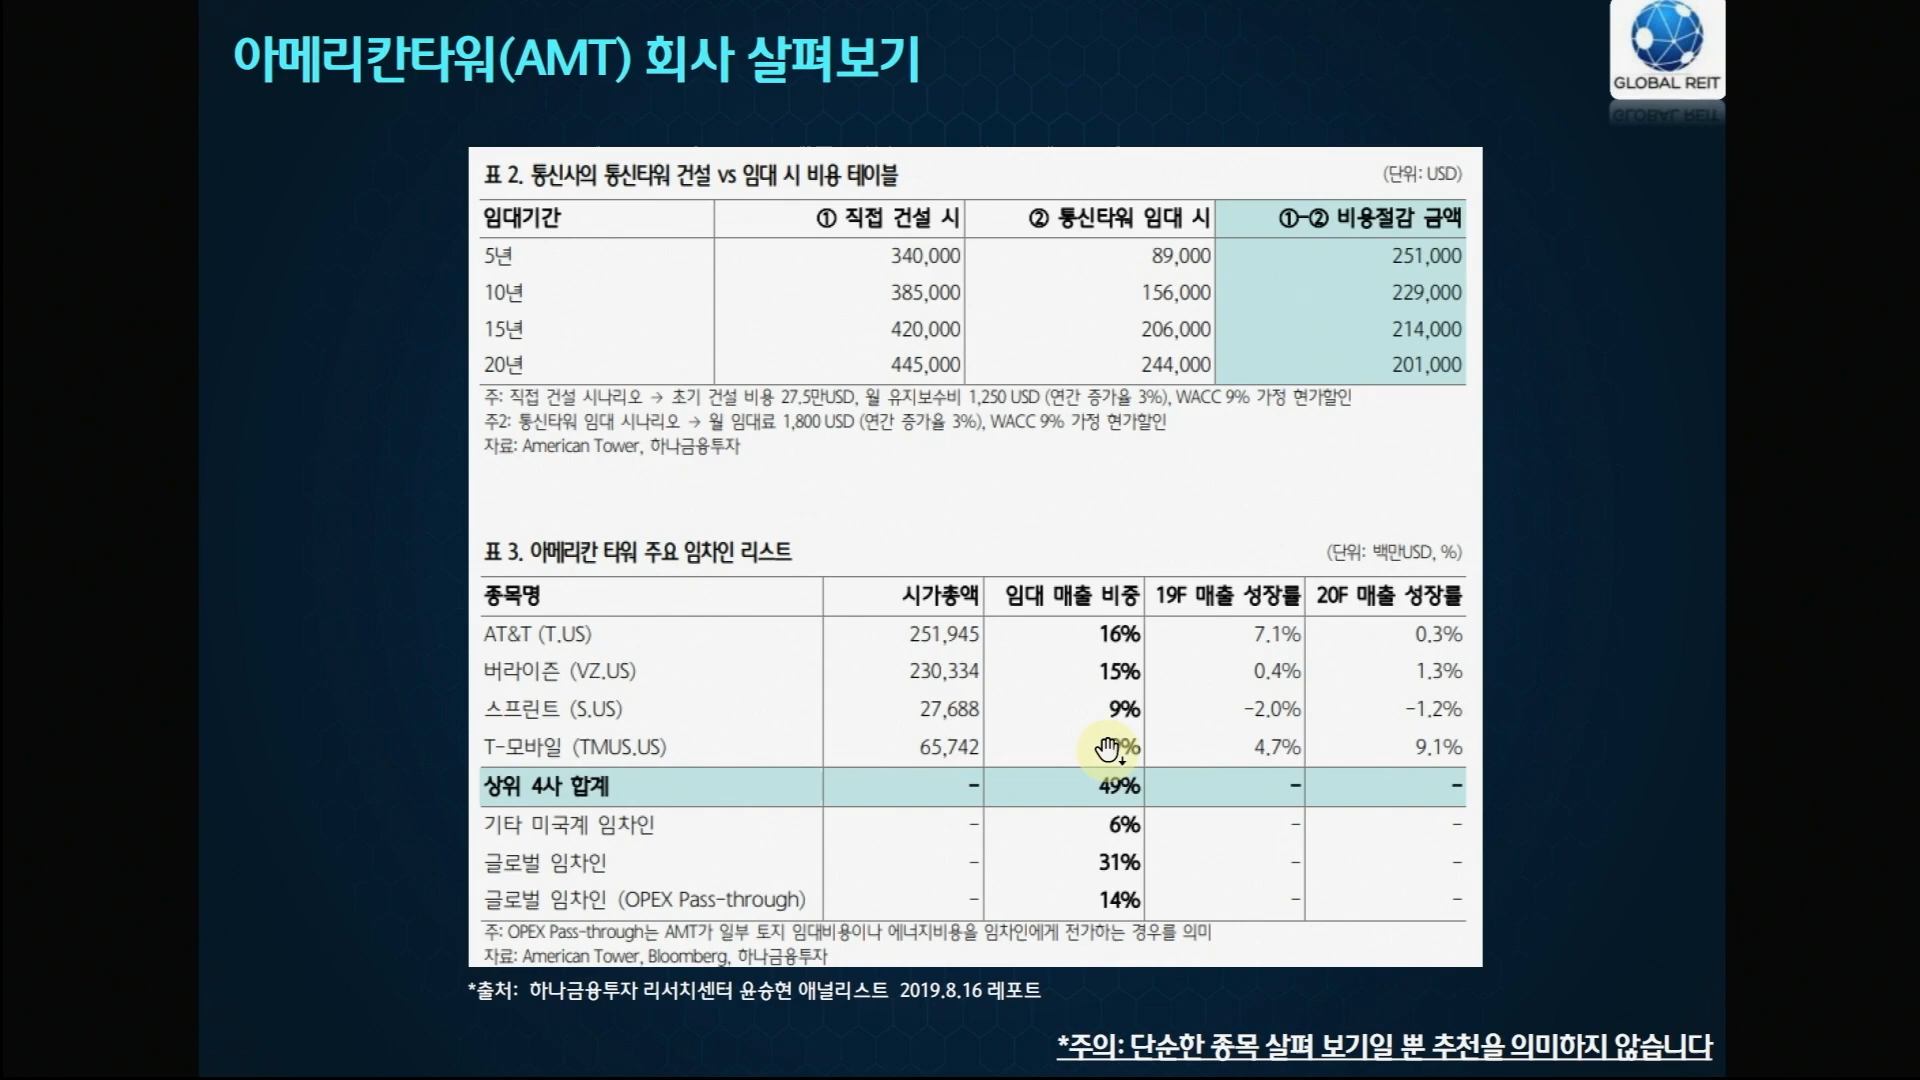 아메리칸타워(AMT) 회사 살펴보기
GLOBAL REIT
표 2. 통신사의 통신타워 건설 vs 임대 시 비용 테이블 (단위: USD)
임대기간 ① 직접 건설 시 ② 통신타워 임대 시 ①-② 비용절감 금액
5년 340,000 89,000 251,000
10년 385,000 156,000 229,000
15년 420,000 206,000 214,000
20년 445,000 244,000 201,000
주: 직접 건설 시나리오 → 초기 건설 비용 27.5만USD, 월 유지보수비 1,250 USD (연간 증가율 3%), WACC 9% 가정 현가할인
주2: 통신타워 임대 시나리오 → 월 임대료 1,800 USD (연간 증가율 3%), WACC 9% 가정 현가할인
자료: American Tower, 하나금융투자
표 3. 아메리칸 타워 주요 임차인 리스트 (단위: 백만USD, %)
종목명 시가총액 임대 매출 비중 19F 매출 성장률 20F 매출 성장률
AT&T (T.US) 251,945 16% 7.1% 0.3%
버라이즌 (VZ.US) 230,334 15% 0.4% 1.3%
스프린트 (S.US) 27,688 9% -2.0% -1.2%
T-모바일 (TMUS.US) 65,742 4.7% 9.1%
상위 4사 합계 - 49% - -
기타 미국계 임차인 - 6% - -
글로벌 임차인 - 31% - -
글로벌 임차인 (OPEX Pass-through) - 14% - -
주: OPEX Pass-through는 AMT가 일부 토지 임대비용이나 에너지비용을 임차인에게 전가하는 경우를 의미
자료: American Tower, Bloomberg, 하나금융투자
*출처: 하나금융투자 리서치센터 윤승현 애널리스트 2019.8.16 레포트
*주의: 단순한 종목 살펴 보기일 뿐 추천을 의미하지 않습니다